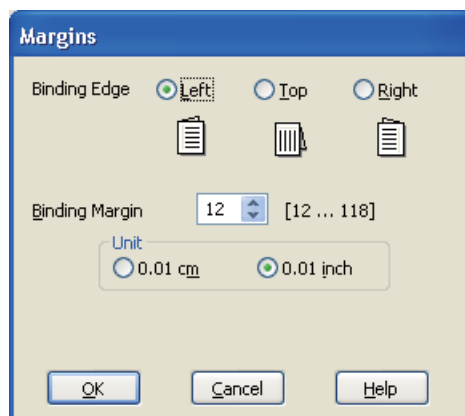 Margins
Binding Edge Left Top Right
Binding Margin 12 [12 ... 118]
Unit
0.01 cm 0.01 inch
OK Cancel Help